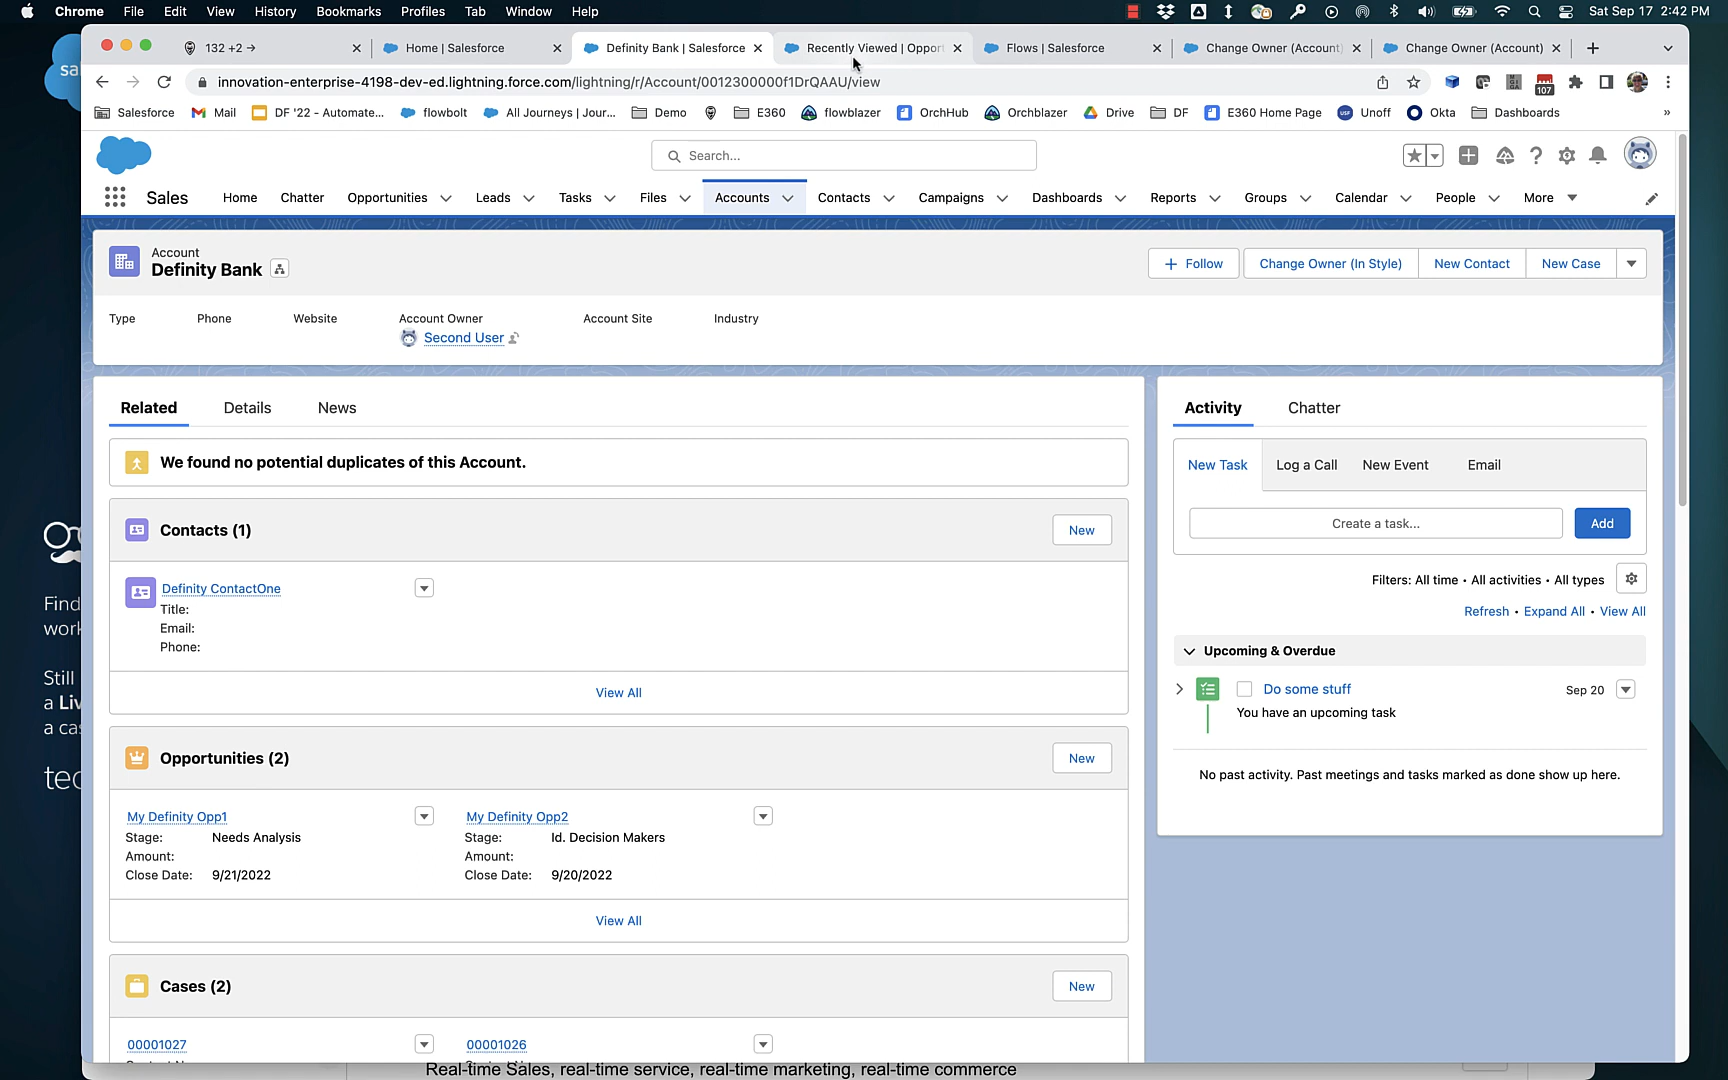 Chrome File Edit View History Bookmarks Profiles Tab Window Help Sat Sep 17 2:42 PM
132 +2 → Home | Salesforce Definity Bank | Salesforce Recently Viewed | Oppor Flows | Salesforce Change Owner (Account) Change Owner (Account)
innovation-enterprise-4198-dev-ed.lightning.force.com/lightning/r/Account/0012300000f1DrQAAU/view
107
Salesforce Mail DF '22 - Automate... flowbolt All Journeys | Jour... Demo E360 flowblazer OrchHub Orchblazer Drive DF E360 Home Page Unoff Okta Dashboards »
Search...
Sales Home Chatter Opportunities Leads Tasks Files Accounts Contacts Campaigns Dashboards Reports Groups Calendar People More
Account
Definity Bank
Follow Change Owner (In Style) New Contact New Case
Type Phone Website Account Owner Account Site Industry
Second User
Related Details News
We found no potential duplicates of this Account.
Contacts (1) New
Definity ContactOne
Title:
Email:
Phone:
View All
Opportunities (2) New
My Definity Opp1 My Definity Opp2
Stage: Needs Analysis Stage: Id. Decision Makers
Amount: Amount:
Close Date: 9/21/2022 Close Date: 9/20/2022
View All
Cases (2) New
00001027 00001026
Activity Chatter
New Task Log a Call New Event Email
Create a task... Add
Filters: All time • All activities • All types
Refresh • Expand All • View All
Upcoming & Overdue
Do some stuff Sep 20
You have an upcoming task
No past activity. Past meetings and tasks marked as done show up here.
Find
work
Still
a Liv
a cas
tec
Real-time Sales, real-time service, real-time marketing, real-time commerce